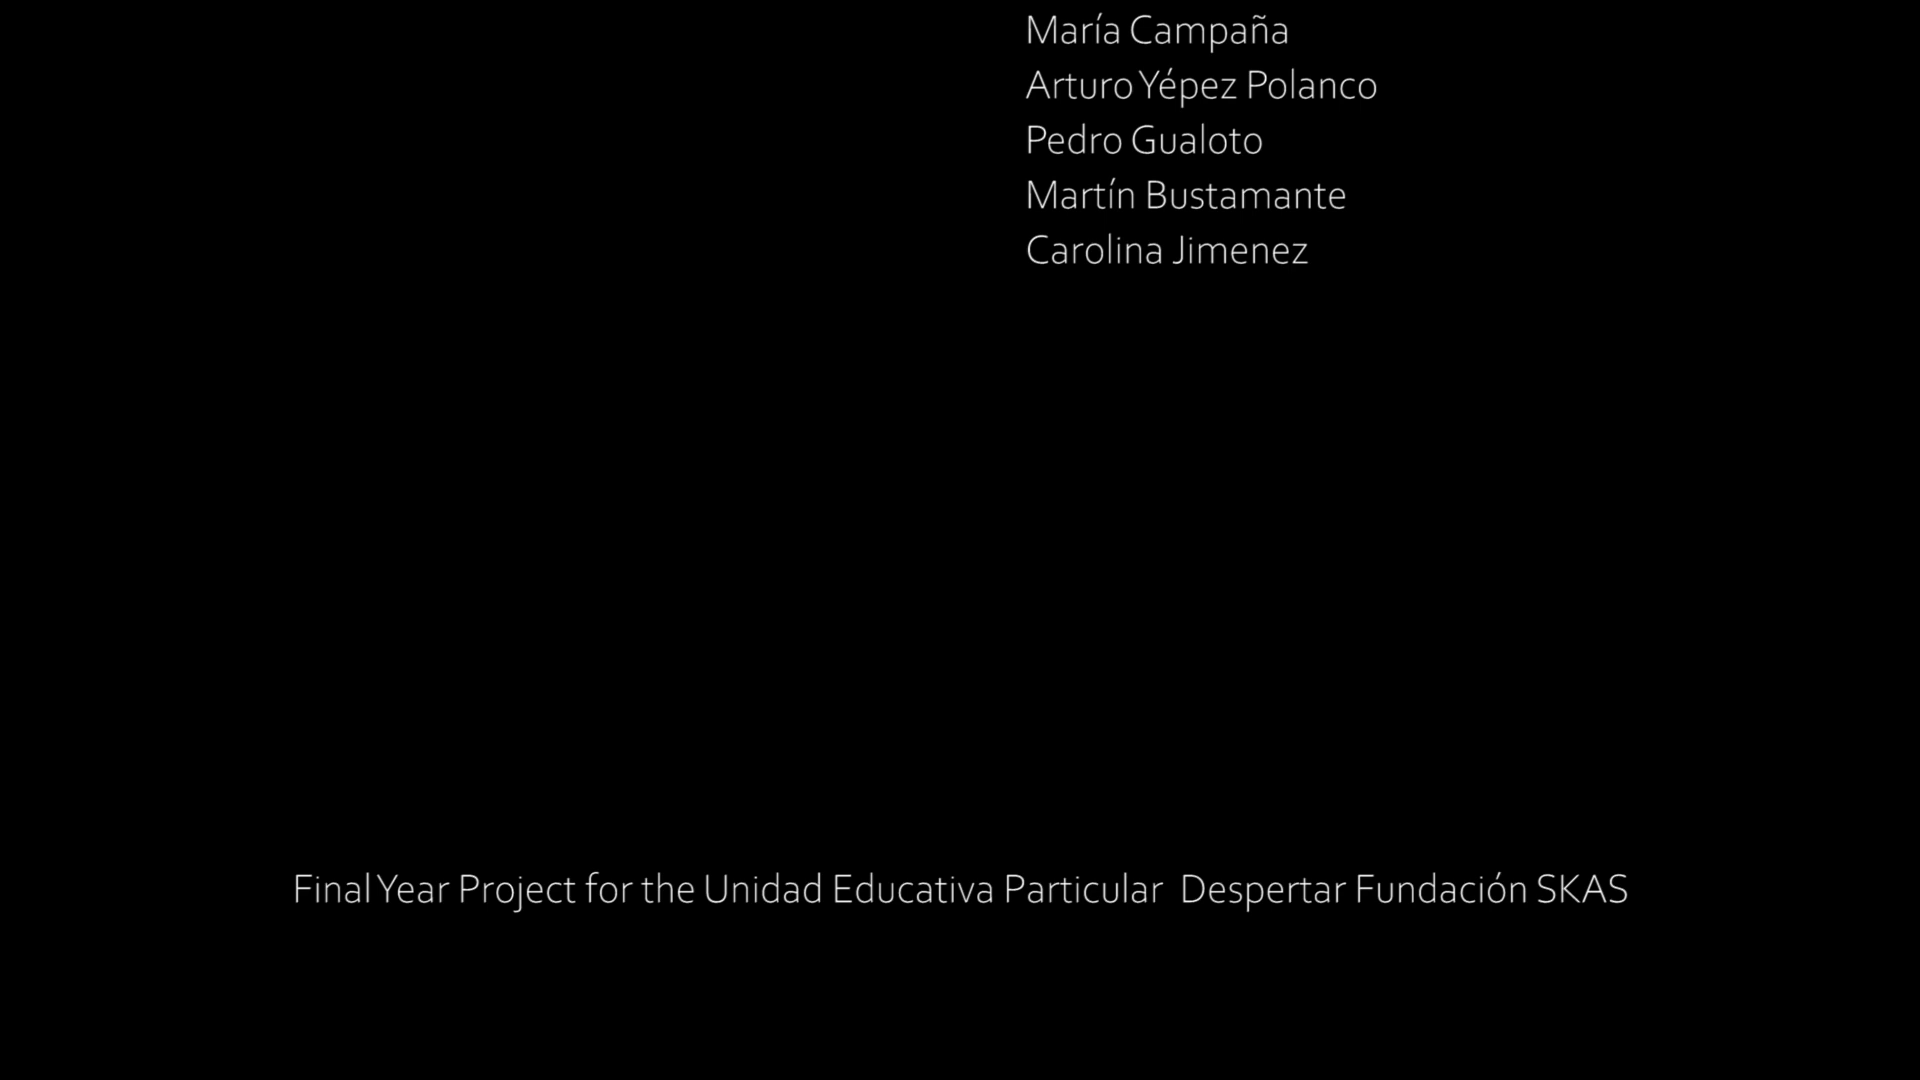 María Campaña
Arturo Yépez Polanco
Pedro Gualoto
Martín Bustamante
Carolina Jimenez
Final Year Project for the Unidad Educativa Particular  Despertar Fundación SKAS